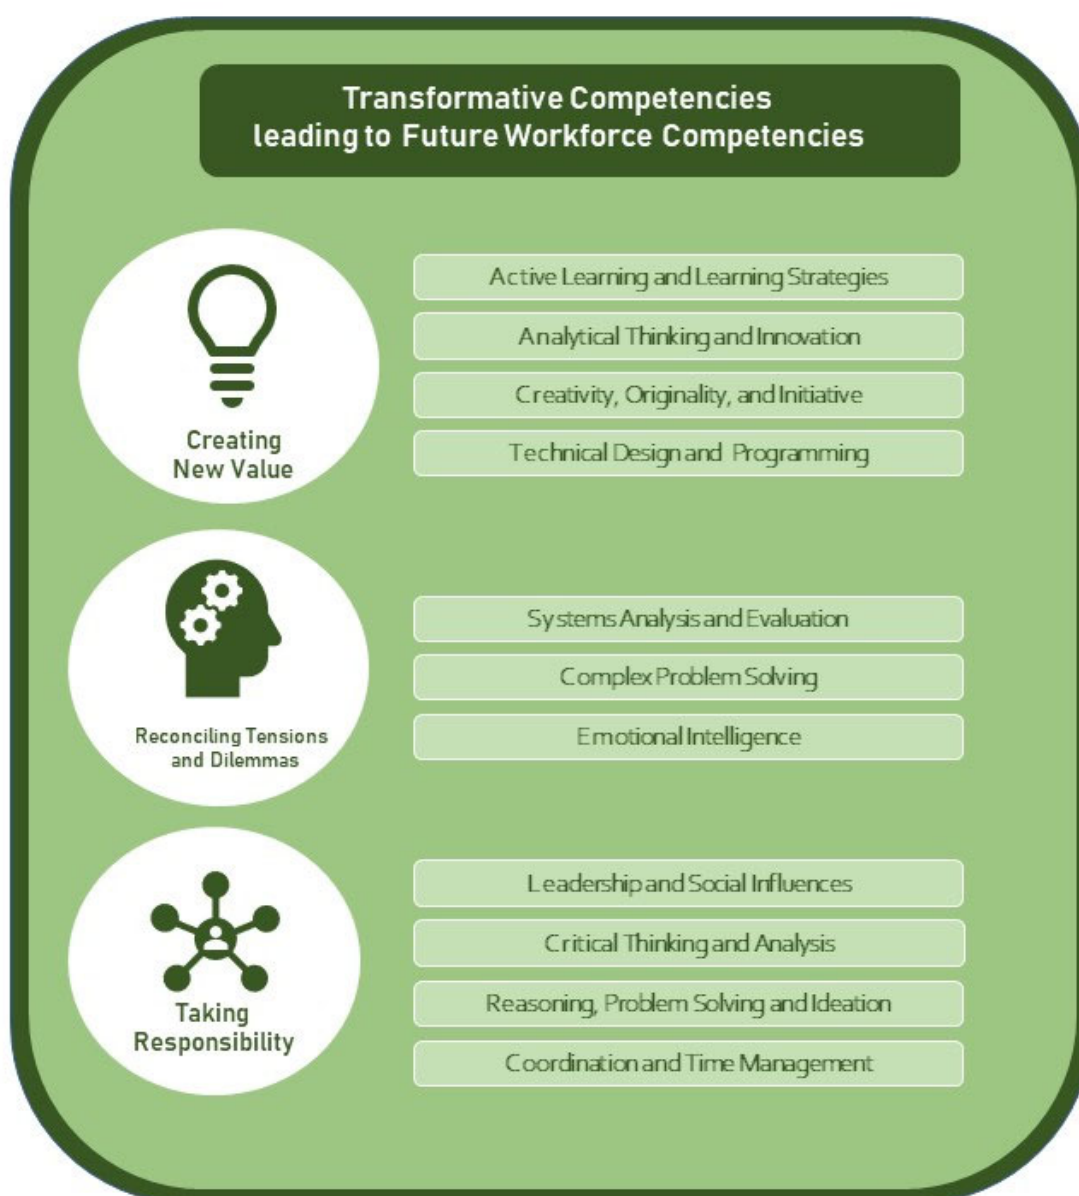 Transformative Competencies
leading to Future Workforce Competencies
Creating
New Value
Active Learning and Learning Strategies
Analytical Thinking and Innovation
Creativity, Originality, and Initiative
Technical Design and Programming
Reconciling Tensions
and Dilemmas
Systems Analysis and Evaluation
Complex Problem Solving
Emotional Intelligence
Taking
Responsibility
Leadership and Social Influences
Critical Thinking and Analysis
Reasoning, Problem Solving and Ideation
Coordination and Time Management